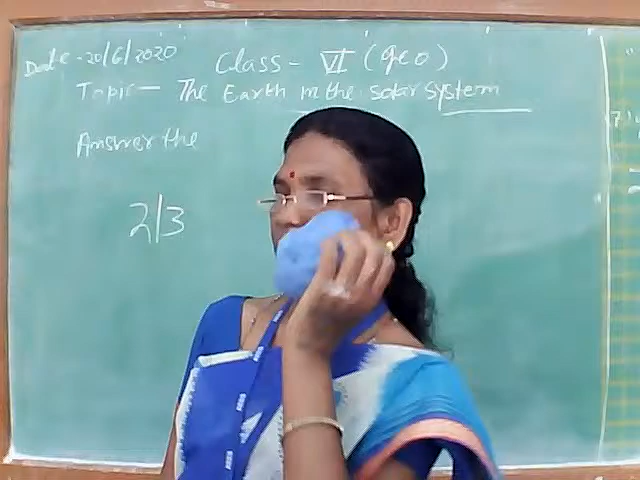 Date - 20/6/2020
Class - VI (geo)
Topic - The Earth in the solar system
Answer the
2/3